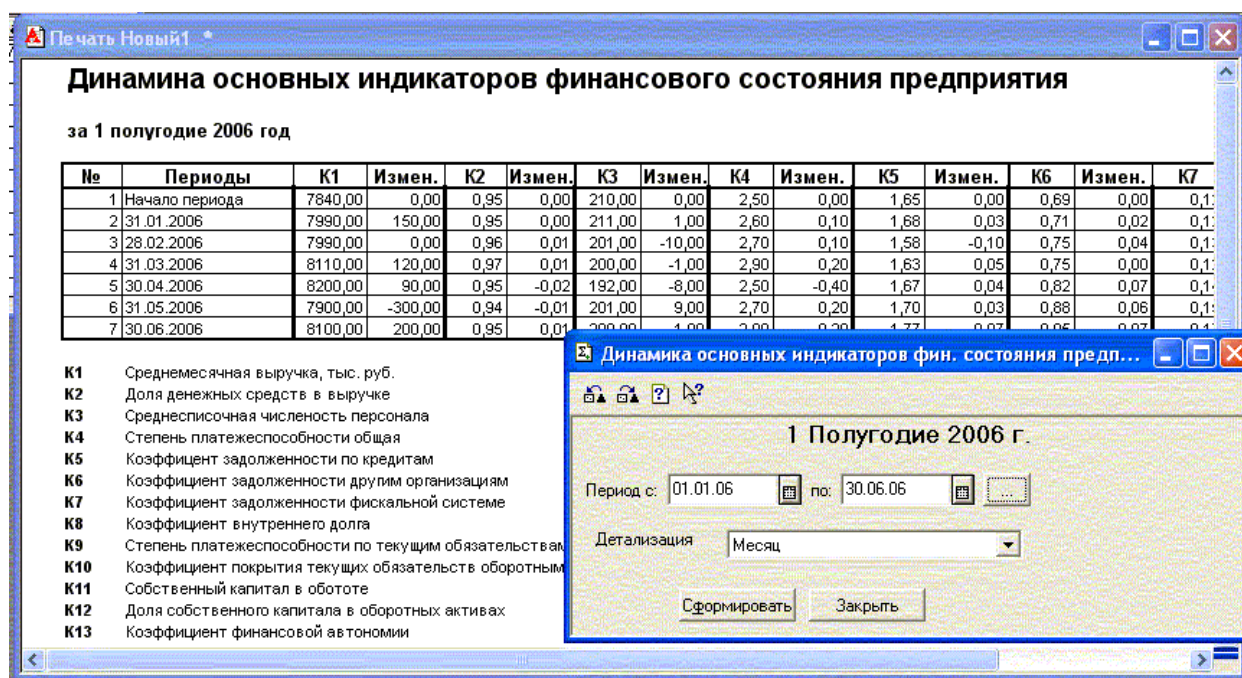 Печать Новый1 *
Динамина основных индикаторов финансового состояния предприятия
за 1 полугодие 2006 год
№ Периоды К1 Измен. К2 Измен. К3 Измен. К4 Измен. К5 Измен. К6 Измен. К7
1 Начало периода 7840,00 0,00 0,95 0,00 210,00 0,00 2,50 0,00 1,65 0,00 0,69 0,00
2 31.01.2006 7990,00 150,00 0,95 0,00 211,00 1,00 2,60 0,10 1,68 0,03 0,71 0,02
3 28.02.2006 7990,00 0,00 0,96 0,01 201,00 -10,00 2,70 0,10 1,58 -0,10 0,75 0,04
4 31.03.2006 8110,00 120,00 0,97 0,01 200,00 -1,00 2,90 0,20 1,63 0,05 0,75 0,00
5 30.04.2006 8200,00 90,00 0,95 -0,02 192,00 -8,00 2,50 -0,40 1,67 0,04 0,82 0,07
6 31.05.2006 7900,00 -300,00 0,94 -0,01 201,00 9,00 2,70 0,20 1,70 0,03 0,88 0,06
7 30.06.2006 8100,00 200,00 0,95 0,01
К1 Среднемесячная выручка, тыс. руб.
К2 Доля денежных средств в выручке
К3 Среднесписочная численость персонала
К4 Степень платежеспособности общая
К5 Коэффицент задолженности по кредитам
К6 Коэффициент задолженности другим организациям
К7 Коэффициент задолженности фискальной системе
К8 Коэффициент внутреннего долга
К9 Степень платежеспособности по текущим обязательствам
К10 Коэффициент покрытия текущих обязательств оборотным
К11 Собственный капитал в обототе
К12 Доля собственного капитала в оборотных активах
К13 Коэффициент финансовой автономии
Динамика основных индикаторов фин. состояния предп...
1 Полугодие 2006 г.
Период с: 01.01.06 по: 30.06.06 ...
Детализация Месяц
Сформировать Закрыть